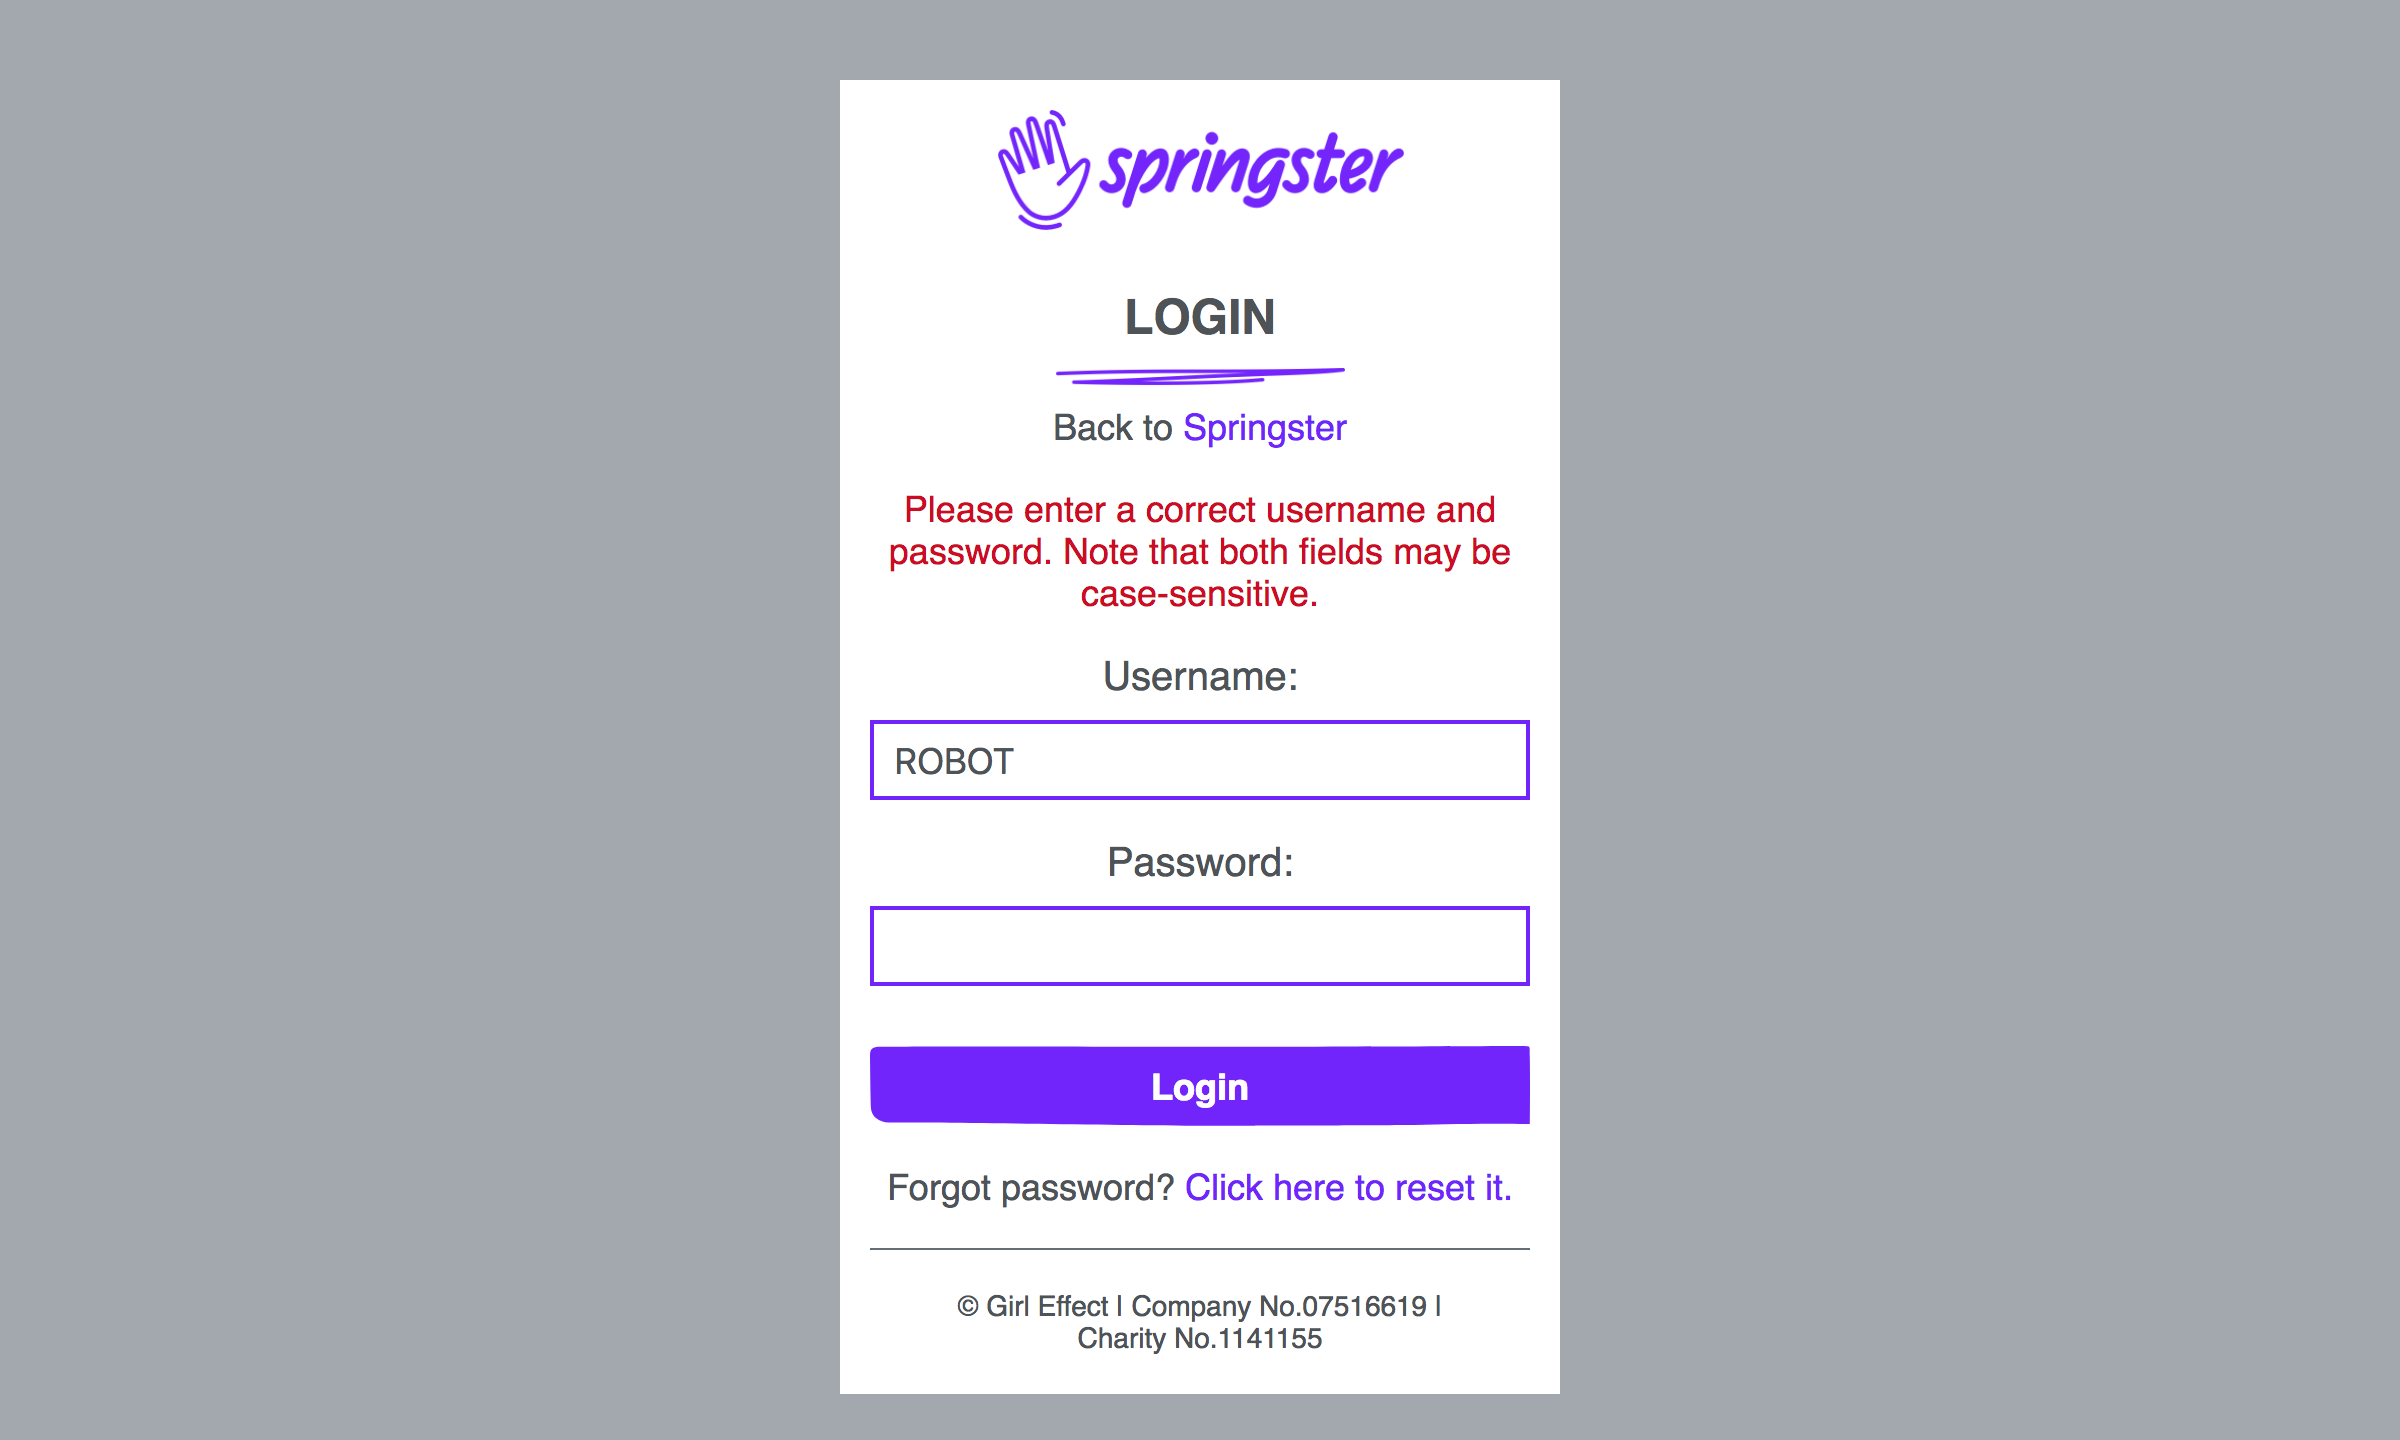 springster
LOGIN
Back to Springster
Please enter a correct username and
password. Note that both fields may be
case-sensitive.
Username:
ROBOT
Password:
Login
Forgot password? Click here to reset it.
© Girl Effect | Company No.07516619 |
Charity No.1141155